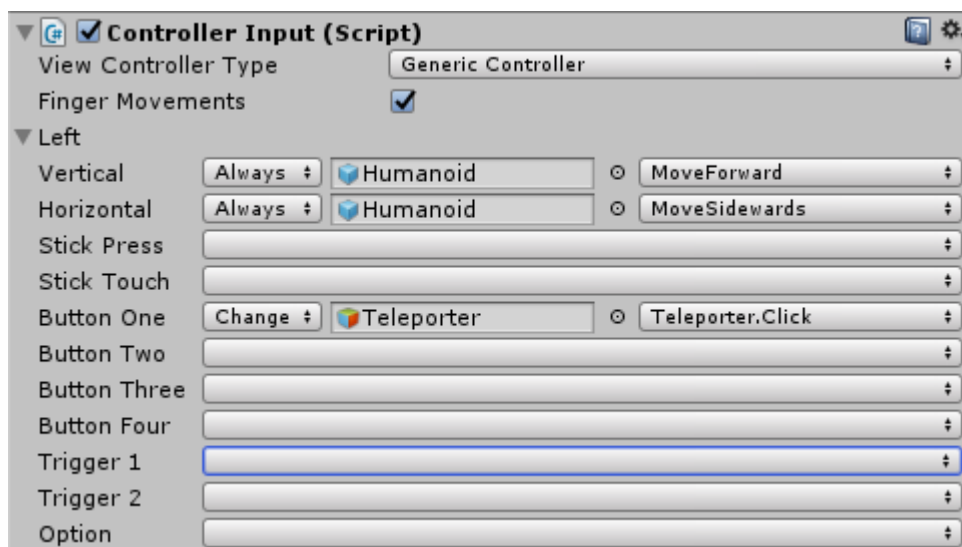 Controller Input (Script)
View Controller Type Generic Controller
Finger Movements
Left
Vertical Always Humanoid MoveForward
Horizontal Always Humanoid MoveSidewards
Stick Press
Stick Touch
Button One Change Teleporter Teleporter.Click
Button Two
Button Three
Button Four
Trigger 1
Trigger 2
Option